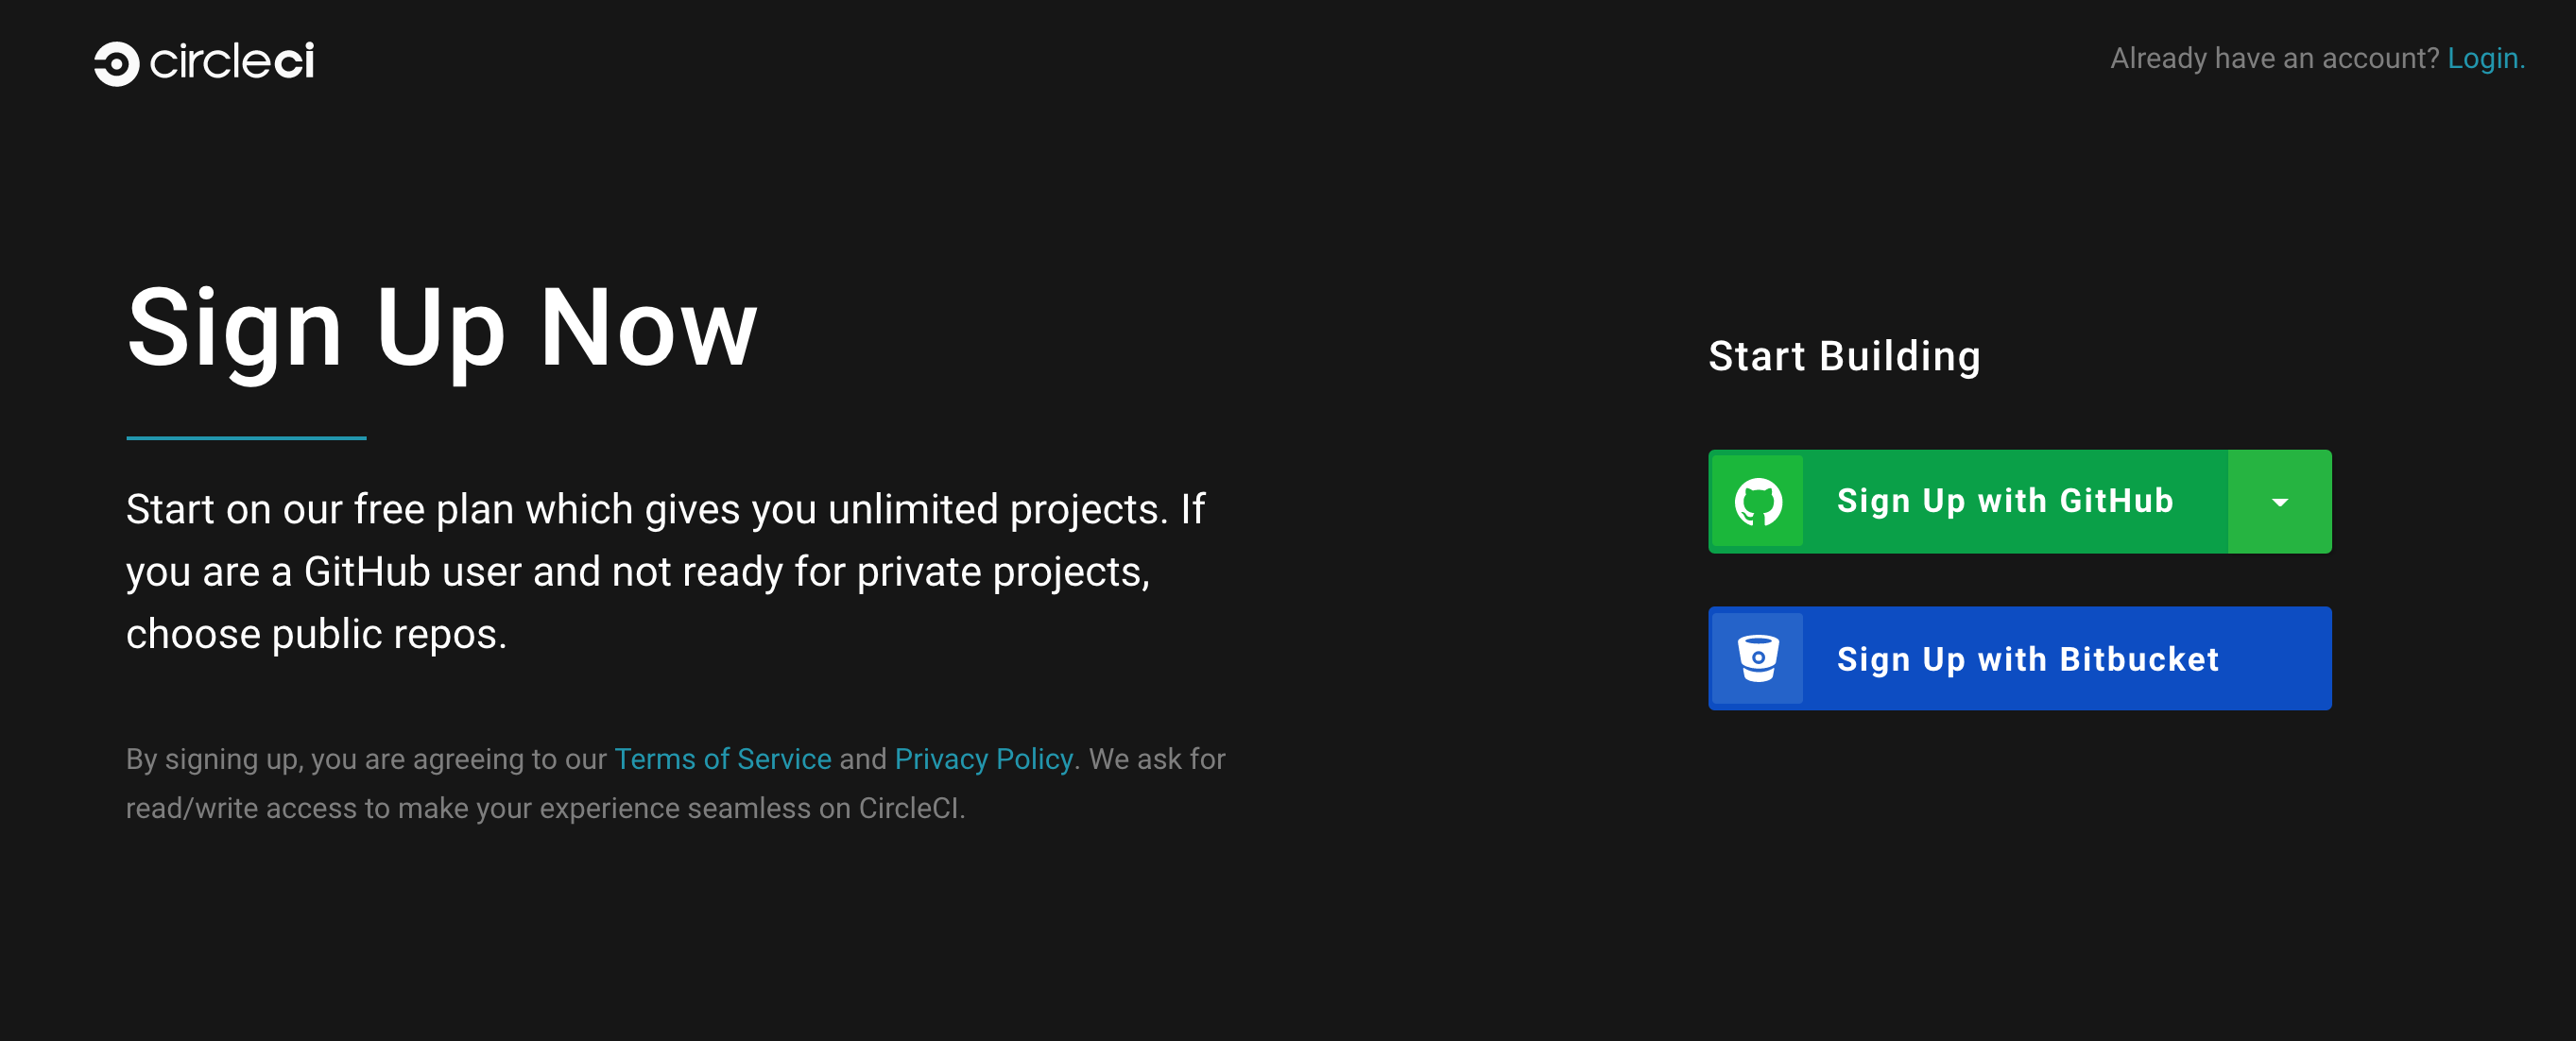 circleci
Already have an account? Login.
Sign Up Now
Start on our free plan which gives you unlimited projects. If
you are a GitHub user and not ready for private projects,
choose public repos.
By signing up, you are agreeing to our Terms of Service and Privacy Policy. We ask for
read/write access to make your experience seamless on CircleCI.
Start Building
Sign Up with GitHub
Sign Up with Bitbucket